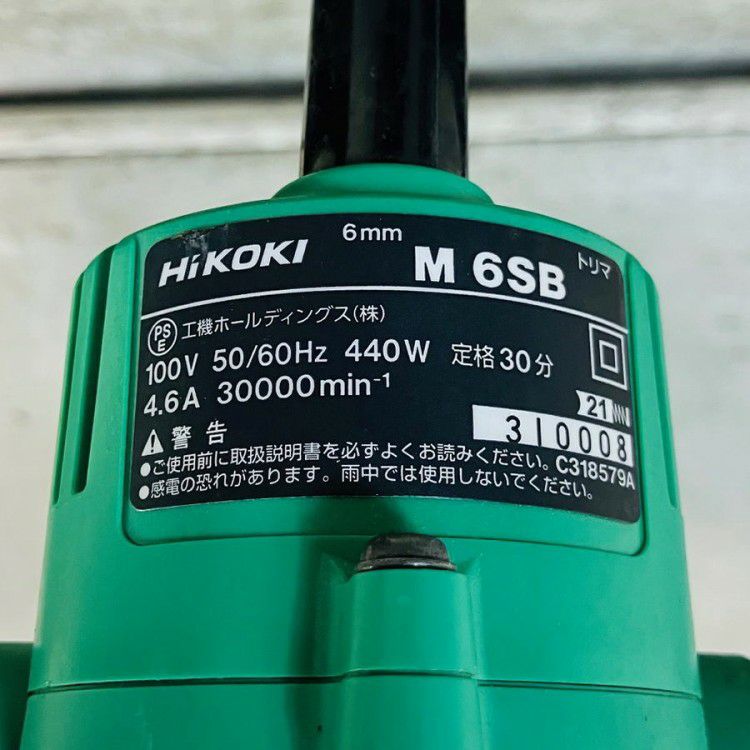 6mm
HiKOKI
M 6SB
トリマ
PS
E
工機ホールディングス(株)
100V 50/60Hz 440W 定格30分
4.6A 30000min⁻¹
21
310008
警告
●ご使用前に取扱説明書を必ずよくお読みください。
C318579A
●感電の恐れがあります。雨中では使用しないでください。